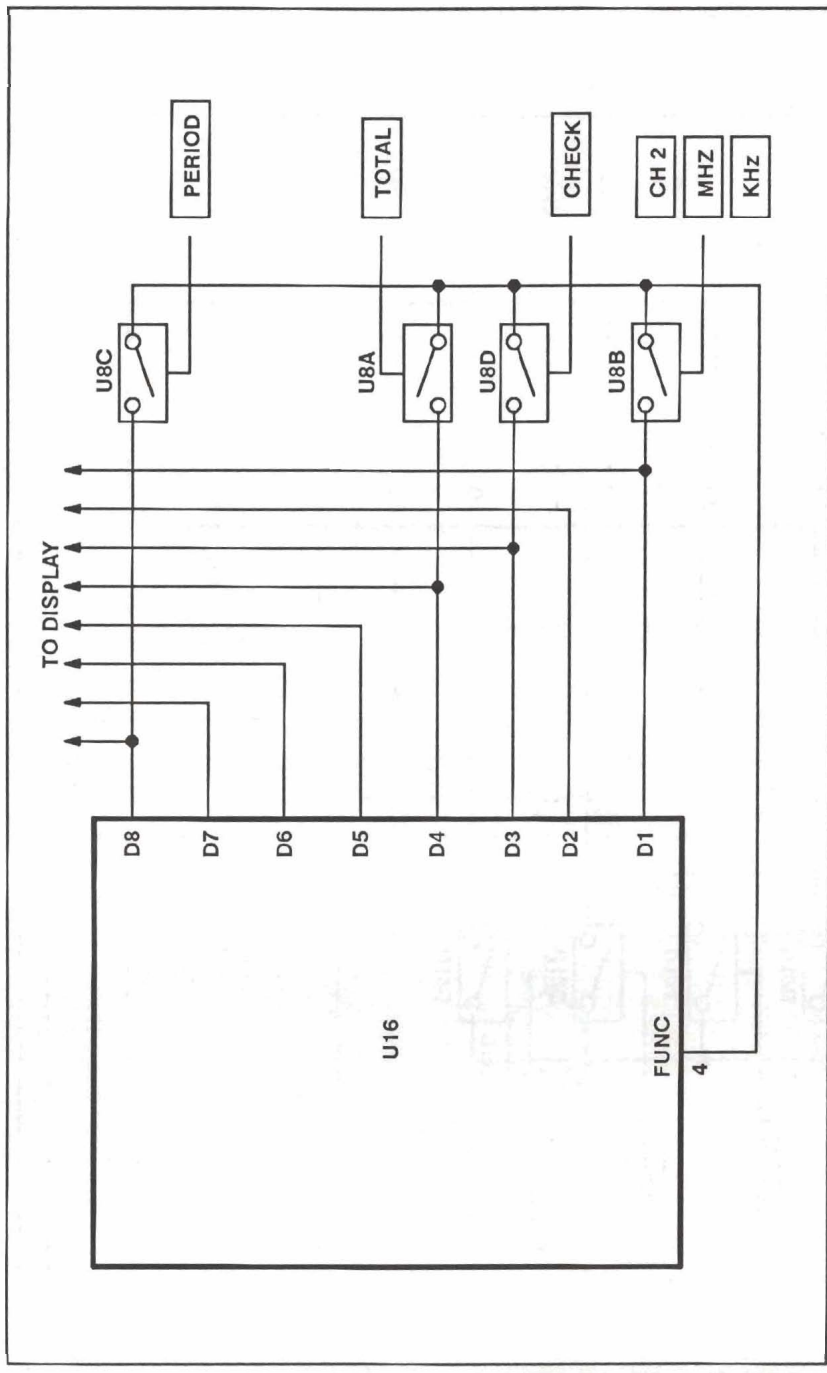 TO DISPLAY
U8C
PERIOD
U8A
TOTAL
U8D
CHECK
U8B
CH 2
MHZ
KHz
D8
D7
D6
D5
D4
D3
D2
D1
U16
FUNC
4